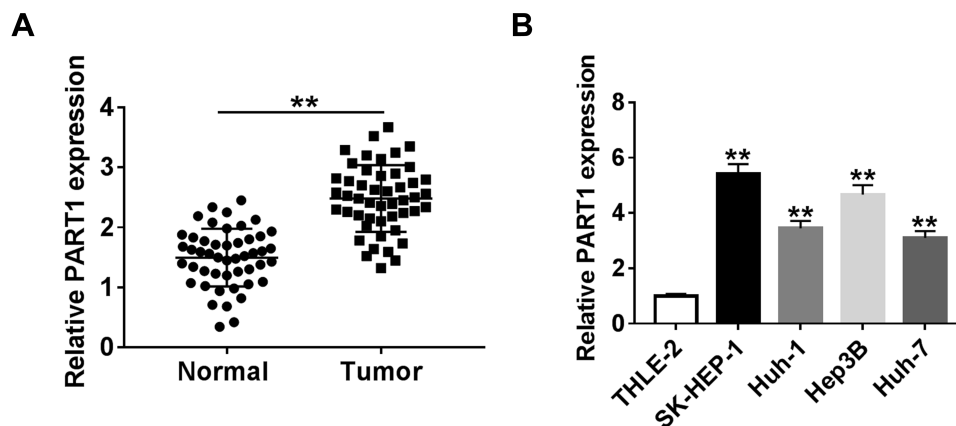 A
Relative PART1 expression
4
3
2
1
0
**
Normal Tumor
B
Relative PART1 expression
8
6
4
2
0
**
**
**
**
THLE-2
SK-HEP-1
Huh-1
Hep3B
Huh-7